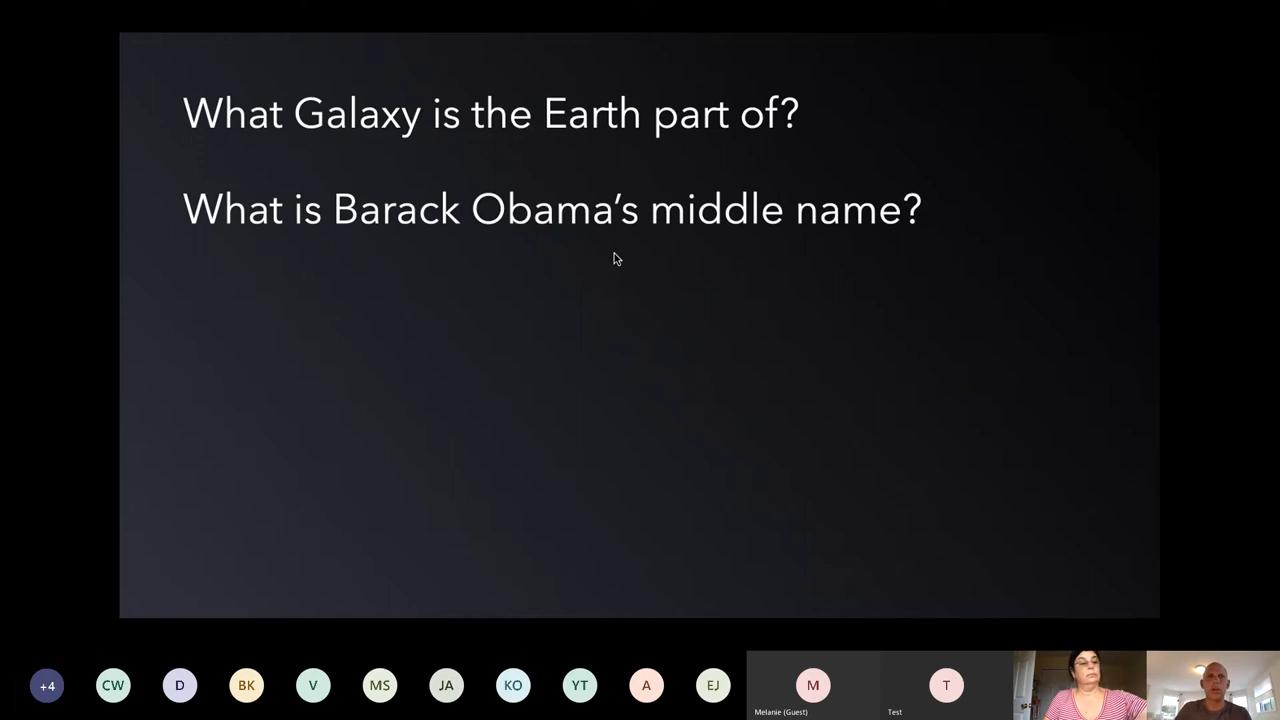 What Galaxy is the Earth part of?
What is Barack Obama's middle name?
+4
CW
D
BK
V
MS
JA
KO
YT
A
EJ
M
Melanie (Guest)
T
Test